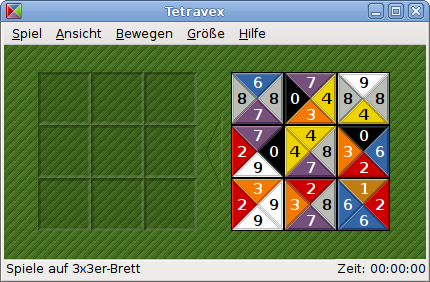 Tetravex
Spiel Ansicht Bewegen Größe Hilfe
6 7 9
8 8 0 4 8 8
7 3 4
7 4 0
2 0 4 8 3 6
9 7 2
3 2 1
2 9 3 8 6 2
9 7 6
Spiele auf 3x3er-Brett Zeit: 00:00:00